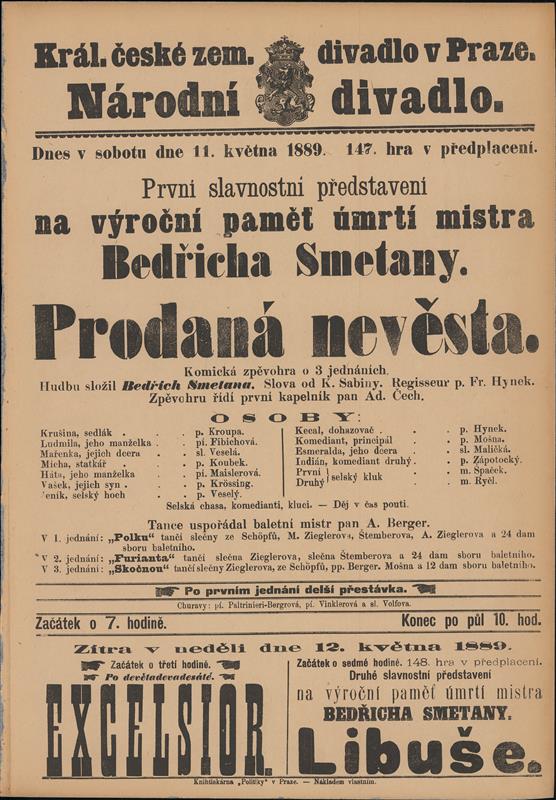 Král. české zem. divadlo v Praze.
Národní divadlo.
Dnes v sobotu dne 11. května 1889. 147. hra v předplacení.
První slavnostní představení
na výroční paměť úmrtí mistra
Bedřicha Smetany.
Prodaná nevěsta.
Komická zpěvohra o 3 jednáních.
Hudbu složil Bedřich Smetana. Slova od K. Sabiny. Regisseur p. Fr. Hynek.
Zpěvohru řídí první kapelník pan Ad. Čech.
OSOBY:
Krušina, sedlák . . . p. Kroupa.
Ludmila, jeho manželka . . pí. Fibichová.
Mařenka, jejich dcera . . sl. Veselá.
Mícha, statkář . . . p. Koubek.
Háta, jeho manželka . . pí. Maislerová.
Vašek, jejich syn . . . p. Krössing.
Jeník, selský hoch . . p. Veselý.
Kecal, dohazovač . . . p. Hynek.
Komediant, principál . . p. Mošna.
Esmeralda, jeho dcera . . sl. Maličká.
Indián, komediant druhý . . p. Zápotocký.
První } selský kluk . . m. Špaček.
Druhý } . . m. Ryčl.
Selská chasa, komedianti, kluci. — Děj v čas pouti.
Tance uspořádal baletní mistr pan A. Berger.
V 1. jednání: „Polku“ tančí slečny ze Schöpfů, M. Zieglerova, Štemberova, A. Zieglerova a 24 dam
sboru baletního.
V 2. jednání: „Furianta“ tančí slečna Zieglerova, slečna Štemberova a 24 dam sboru baletního.
V 3. jednání: „Skočnou“ tančí slečny Zieglerova, ze Schöpfů, pp. Berger. Mošna a 12 dam sboru baletního.
Po prvním jednání delší přestávka.
Churavy: pí. Paltrinieri-Bergrová, pí. Vinklerová a sl. Volfova.
Začátek o 7. hodině. Konec po půl 10. hod.
Zítra v neděli dne 12. května 1889.
Začátek o třetí hodině.
Po devětadevadesáté.
EXCELSIOR.
Začátek o sedmé hodině. 148. hra v předplacení.
Druhé slavnostní představení
na výroční paměť úmrtí mistra
BEDŘICHA SMETANY.
Libuše.
Knihtiskárna „Politiky“ v Praze. — Nákladem vlastním.